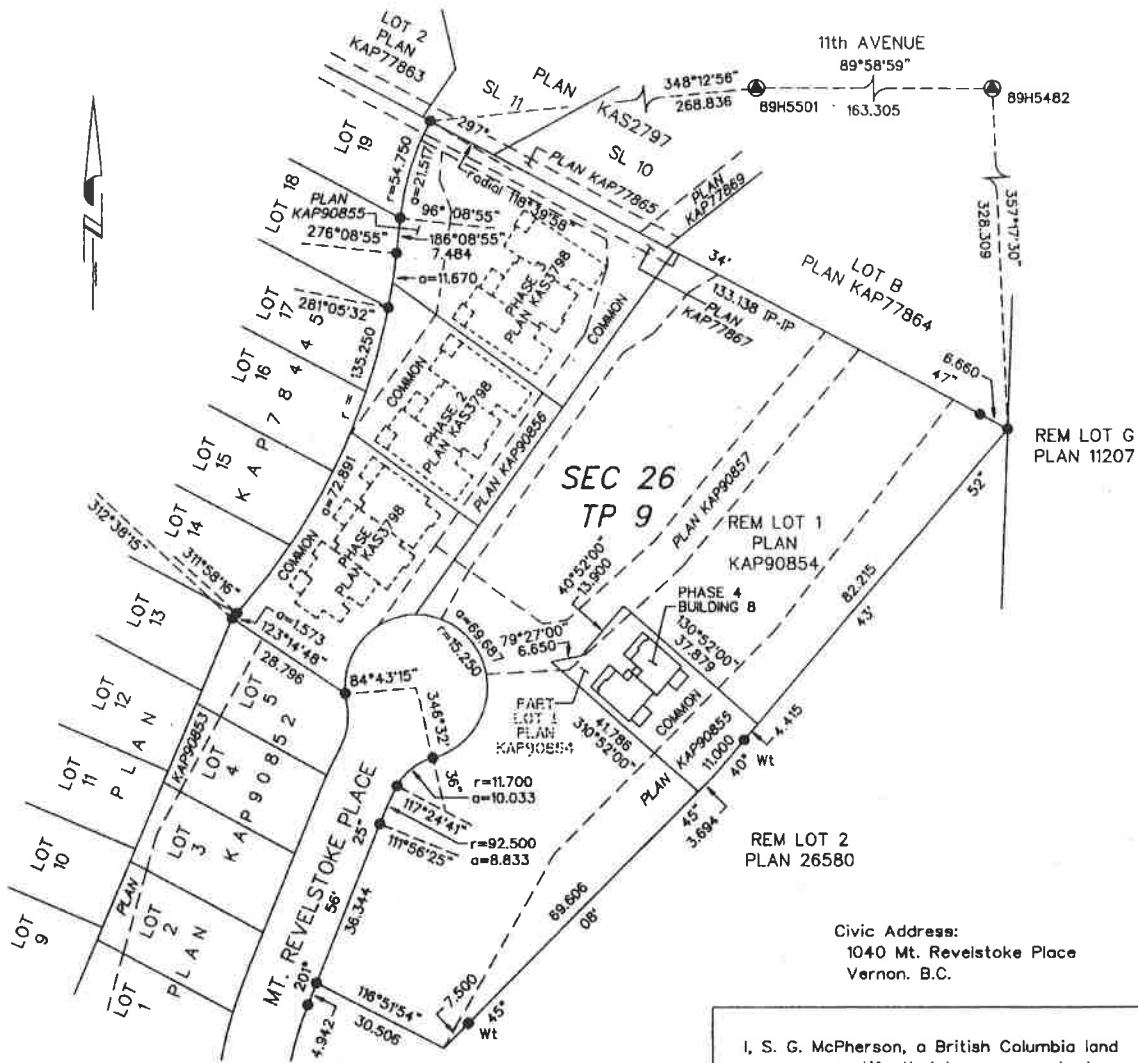 LOT 2
PLAN
KAP77863
SL 11
PLAN
KAS2797
SL 10
348°12'56"
268.836
89H5501
11th AVENUE
89°58'59"
163.305
89H5482
357°17'30"
328.309
297°
34'
47"
PLAN KAP77865
PLAN
KAP77869
radial 118°39'58"
LOT B
PLAN KAP77864
133.138 IP-IP
PLAN
KAP77867
6.660
REM LOT G
PLAN 11207
LOT 19
LOT 18
r=54.750
a=21.517
PLAN
KAP90855
96°08'55"
276°08'55"
186°08'55"
7.484
a=11.670
281°05'32"
LOT 17
LOT 16
LOT 15
LOT 14
KAP78445
r= 135.250
a=72.891
PHASE
PLAN KAS3798
COMMON
COMMON
PHASE 2
PLAN KAS3798
PLAN KAP90856
COMMON
PHASE 1
PLAN KAS3798
SEC 26
TP 9
PLAN KAP90857
REM LOT 1
PLAN
KAP90854
52"
82.215
43'
40°52'00"
13.900
PHASE 4
BUILDING 8
130°52'00"
37.879
79°27'00"
6.650
a=69.687
r=15.250
312°38'15"
311°58'16"
a=1.573
123°14'48"
28.796
84°43'15"
346°32'
36"
PART
LOT 1
PLAN
KAP90854
41.786
310°52'00"
COMMON
PLAN KAP90855
11.000
40°
Wt
4.415
45"
3.694
REM LOT 2
PLAN 26580
r=11.700
a=10.033
117°24'41"
r=92.500
a=8.833
111°56'25"
LOT 13
LOT 12
LOT 11
LOT 10
LOT 9
PLAN
PLAN KAP90853
LOT 5
LOT 4
LOT 3
LOT 2
LOT 1
PLAN KAP90852
MT. REVELSTOKE PLACE
25"
56'
201°
36.344
4.942
116°51'54"
30.506
7.500
45°
Wt
69.606
08'
Civic Address:
1040 Mt. Revelstoke Place
Vernon. B.C.
I, S. G. McPherson, a British Columbia land